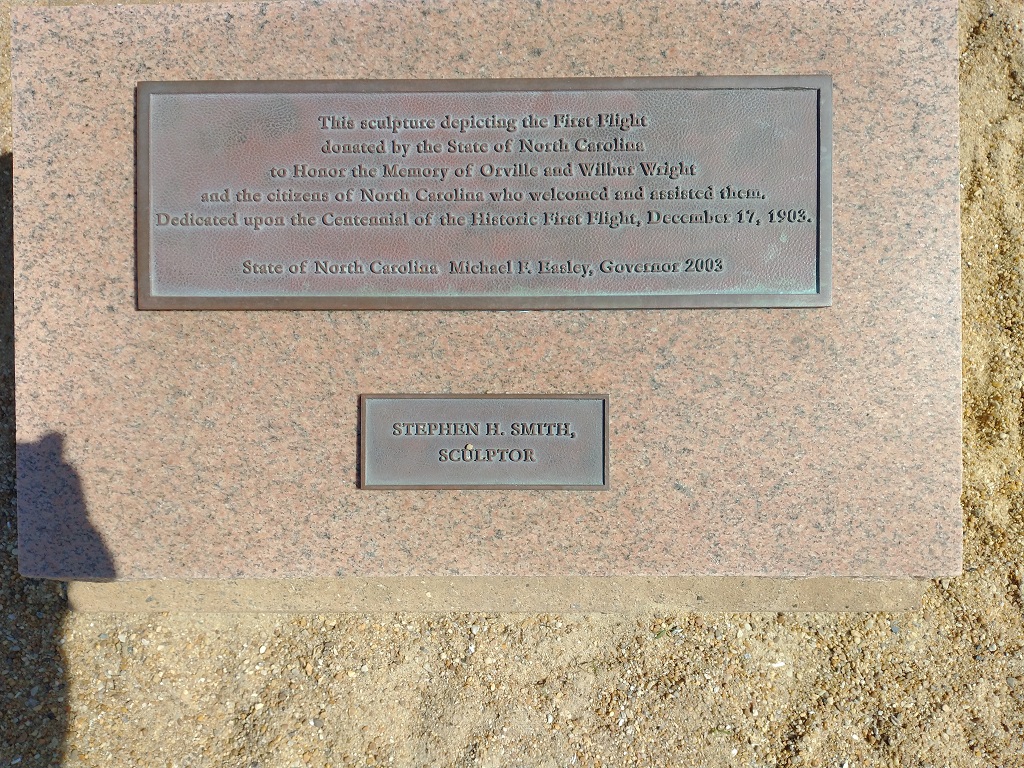 This sculpture depicting the First Flight
donated by the State of North Carolina
to Honor the Memory of Orville and Wilbur Wright
and the citizens of North Carolina who welcomed and assisted them.
Dedicated upon the Centennial of the Historic First Flight, December 17, 1903.
State of North Carolina Michael F. Easley, Governor 2003
STEPHEN H. SMITH,
SCULPTOR